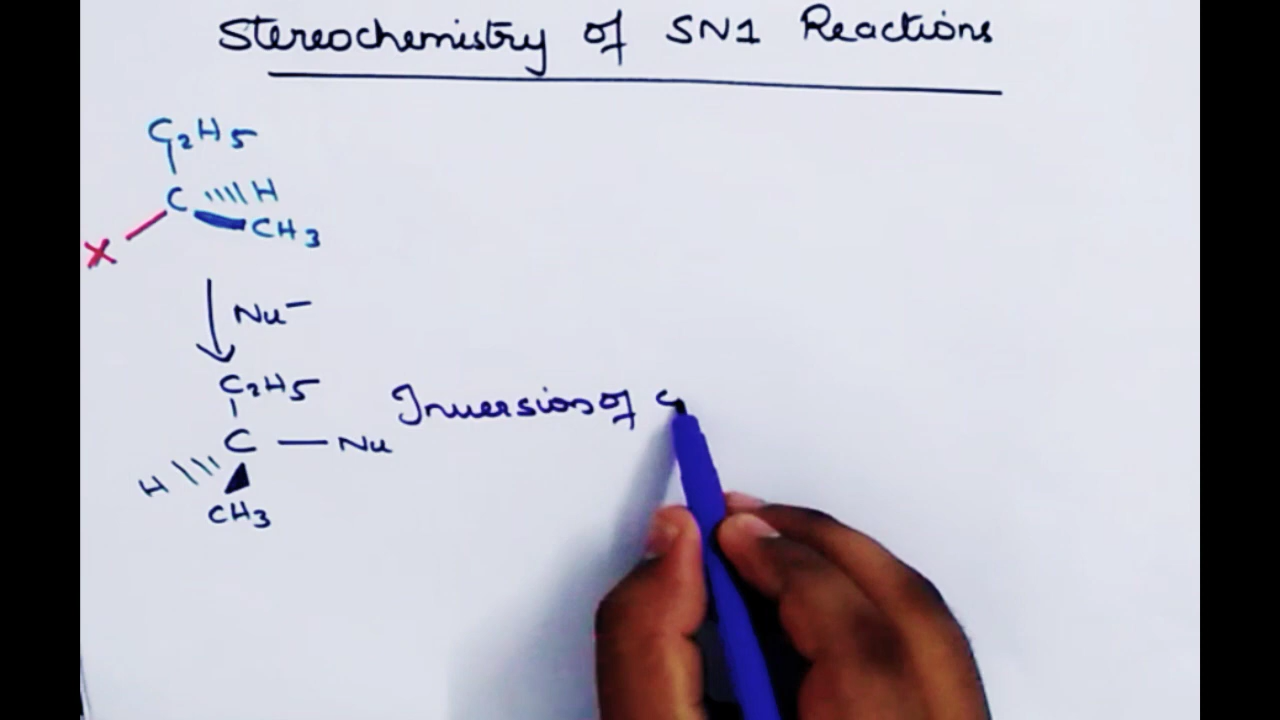 Stereochemistry of SN1 Reactions
C2H5
C H
CH3
X
Nu−
C2H5
Inversion of C
C — Nu
H
CH3